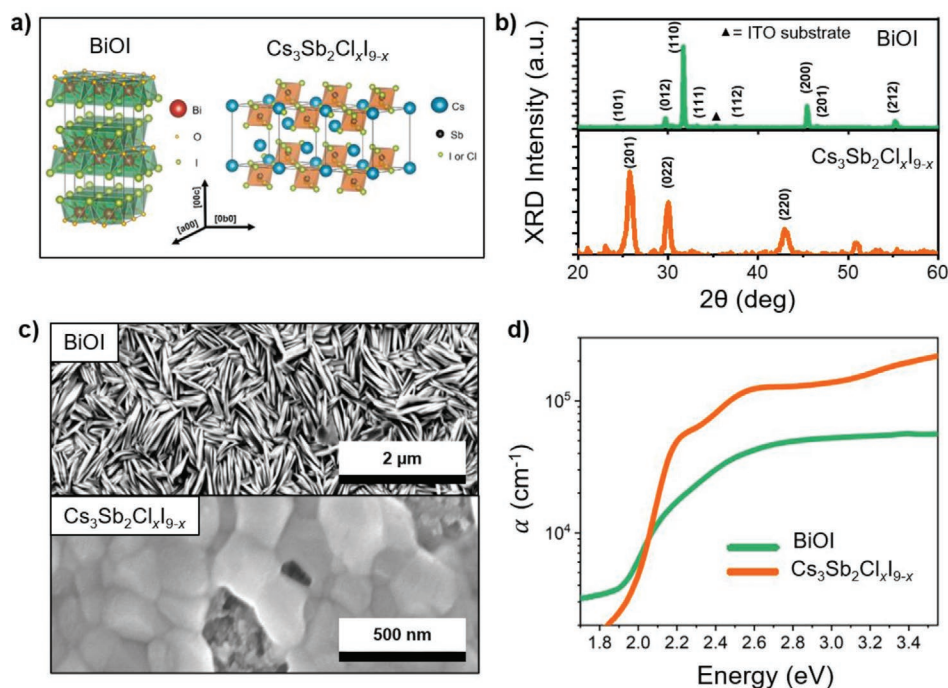 a)
BiOI
Cs₃Sb₂ClₓI₉₋ₓ
Bi
O
I
Cs
Sb
I or Cl
[00c]
[a00]
[0b0]
b)
XRD Intensity (a.u.)
▲= ITO substrate
BiOI
(101)
(012)
(110)
(111)
(112)
(200)
(201)
(212)
Cs₃Sb₂ClₓI₉₋ₓ
(201)
(022)
(220)
20 30 40 50 60
2θ (deg)
c)
BiOI
2 µm
Cs₃Sb₂ClₓI₉₋ₓ
500 nm
d)
α (cm⁻¹)
10⁵
10⁴
BiOI
Cs₃Sb₂ClₓI₉₋ₓ
1.8 2.0 2.2 2.4 2.6 2.8 3.0 3.2 3.4
Energy (eV)